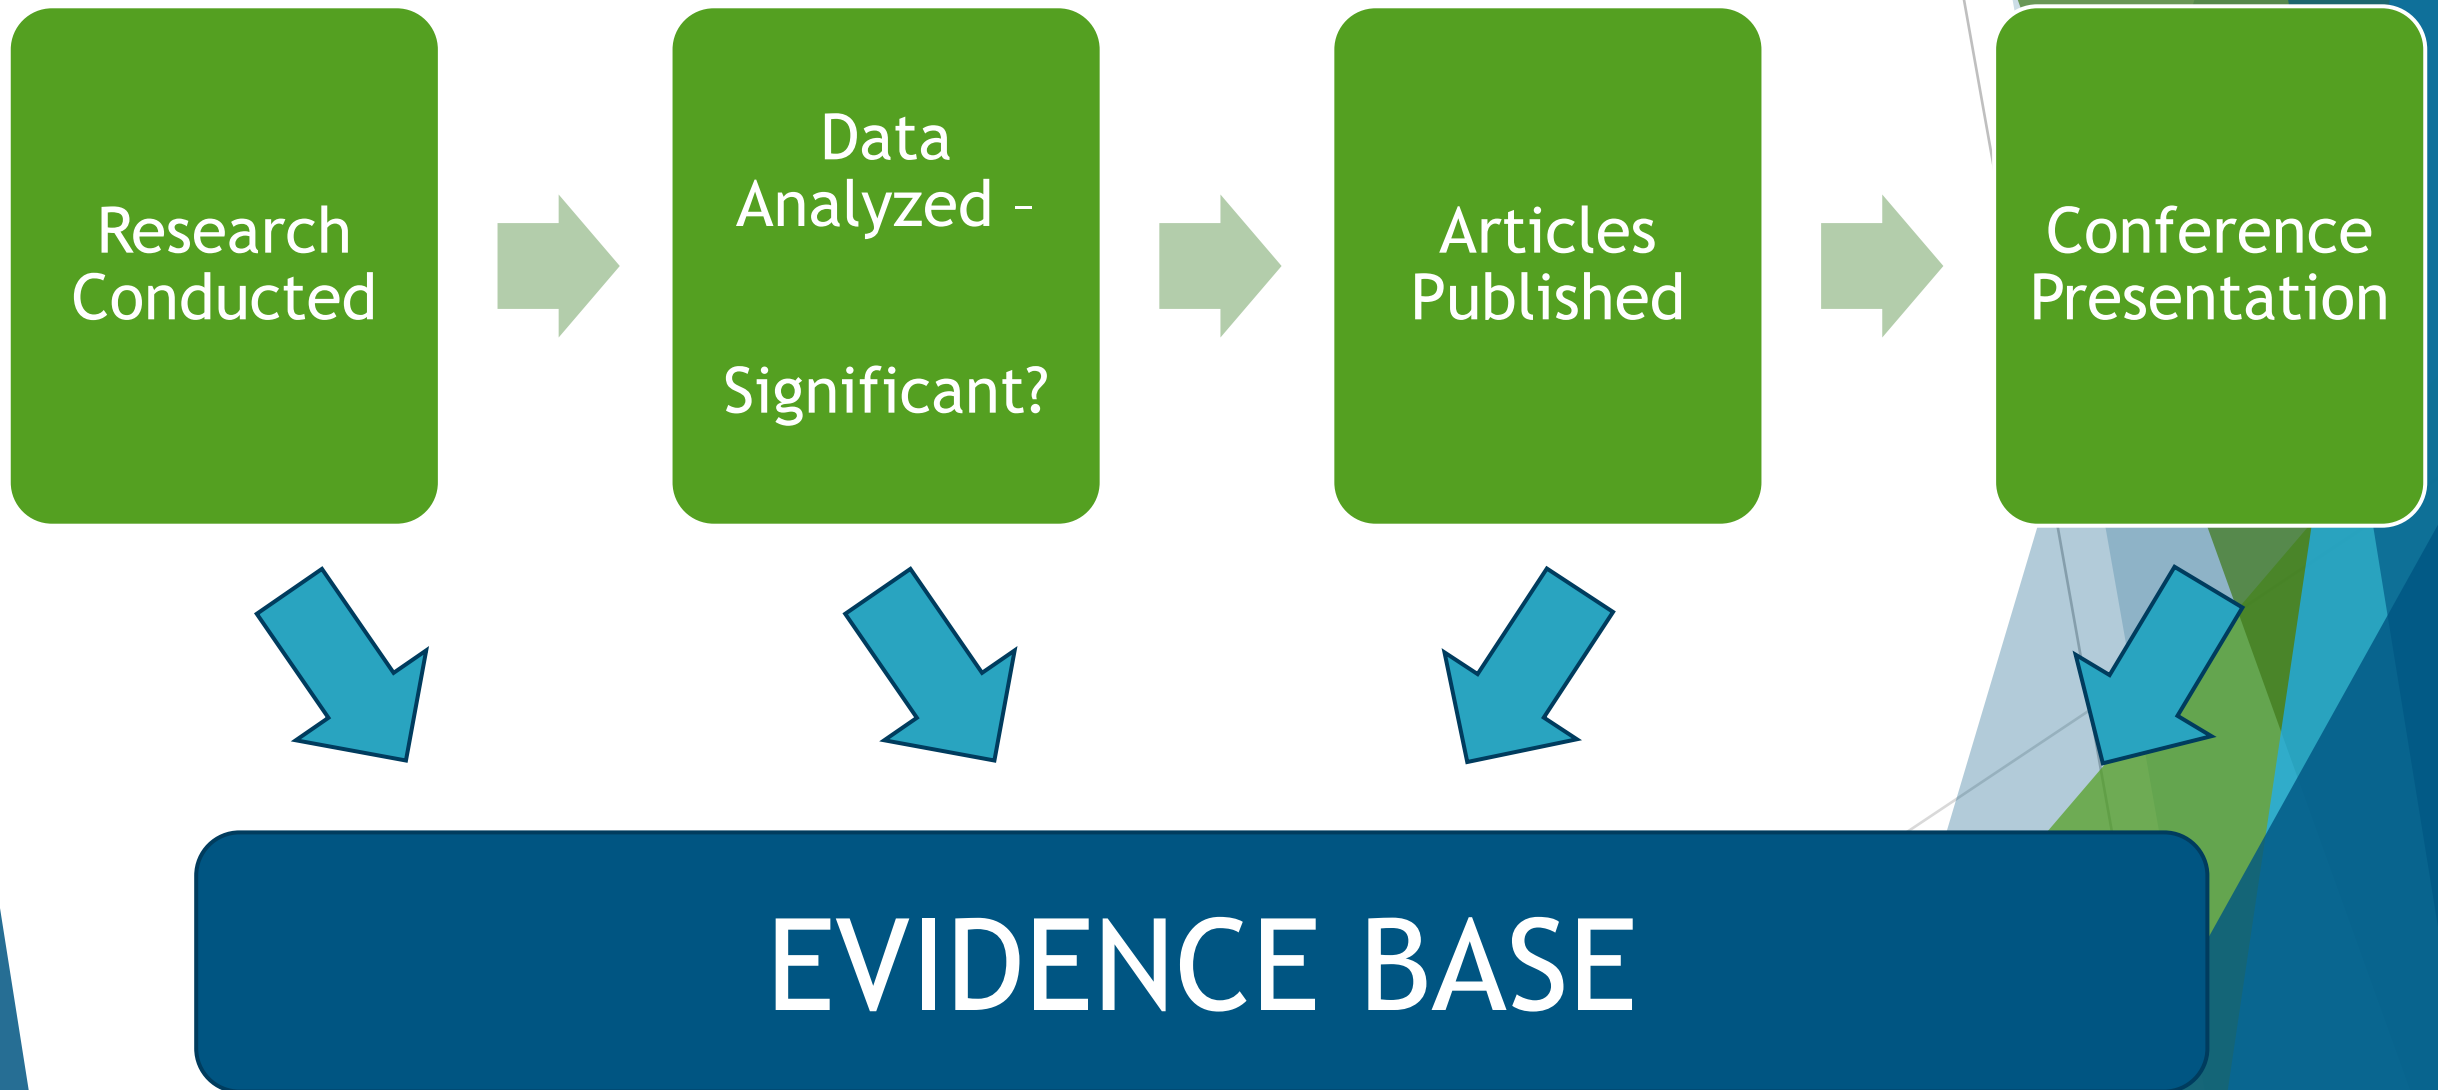 Research
Conducted
Data
Analyzed –
Significant?
Articles
Published
Conference
Presentation
EVIDENCE BASE